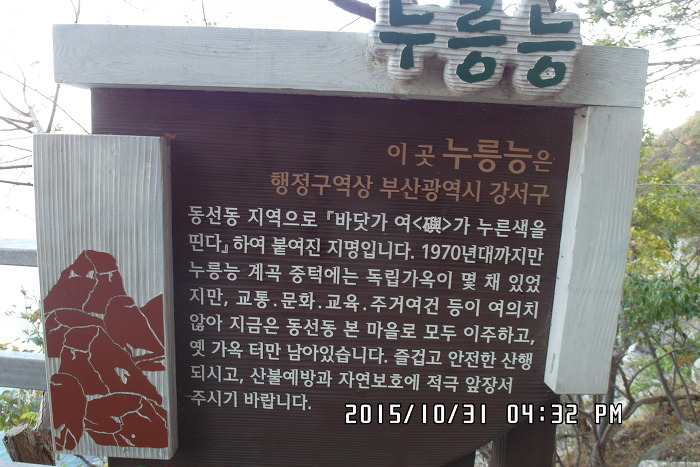 누릉능
이 곳 누릉능은
행정구역상 부산광역시 강서구
동선동 지역으로 『바닷가 여<礖>가 누른색을
띤다』하여 붙여진 지명입니다. 1970년대까지만
누릉능 계곡 중턱에는 독립가옥이 몇 채 있었
지만, 교통.문화.교육.주거여건 등이 여의치
않아 지금은 동선동 본 마을로 모두 이주하고,
옛 가옥 터만 남아있습니다. 즐겁고 안전한 산행
되시고, 산불예방과 자연보호에 적극 앞장서
주시기 바랍니다.
2015/10/31 04:32 PM